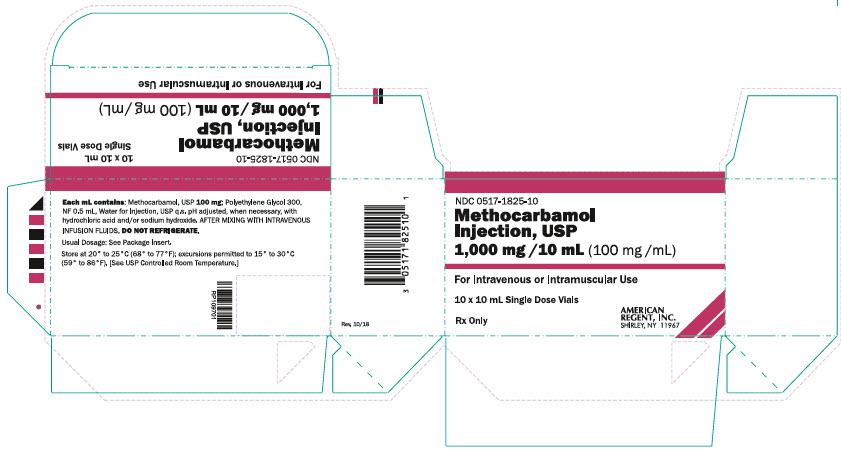 For Intravenous or Intramuscular Use
1,000 mg/10 mL (100 mg/mL)
Injection, USP
Methocarbamol
10 x 10 mL
Single Dose Vials
NDC 0517-1825-10
Each mL contains: Methocarbamol, USP 100 mg; Polyethylene Glycol 300,
NF 0.5 mL, Water for Injection, USP q.s. pH adjusted, when necessary, with
hydrochloric acid and/or sodium hydroxide. AFTER MIXING WITH INTRAVENOUS
INFUSION FLUIDS, DO NOT REFRIGERATE.
Usual Dosage: See Package Insert.
Store at 20° to 25°C (68° to 77°F); excursions permitted to 15° to 30°C
(59° to 86°F). [See USP Controlled Room Temperature.]
RP109701
3 05171 82510 1
Rev. 10/18
NDC 0517-1825-10
Methocarbamol
Injection, USP
1,000 mg/10 mL (100 mg/mL)
For Intravenous or Intramuscular Use
10 x 10 mL Single Dose Vials
Rx Only
AMERICAN
REGENT, INC.
SHIRLEY, NY 11967